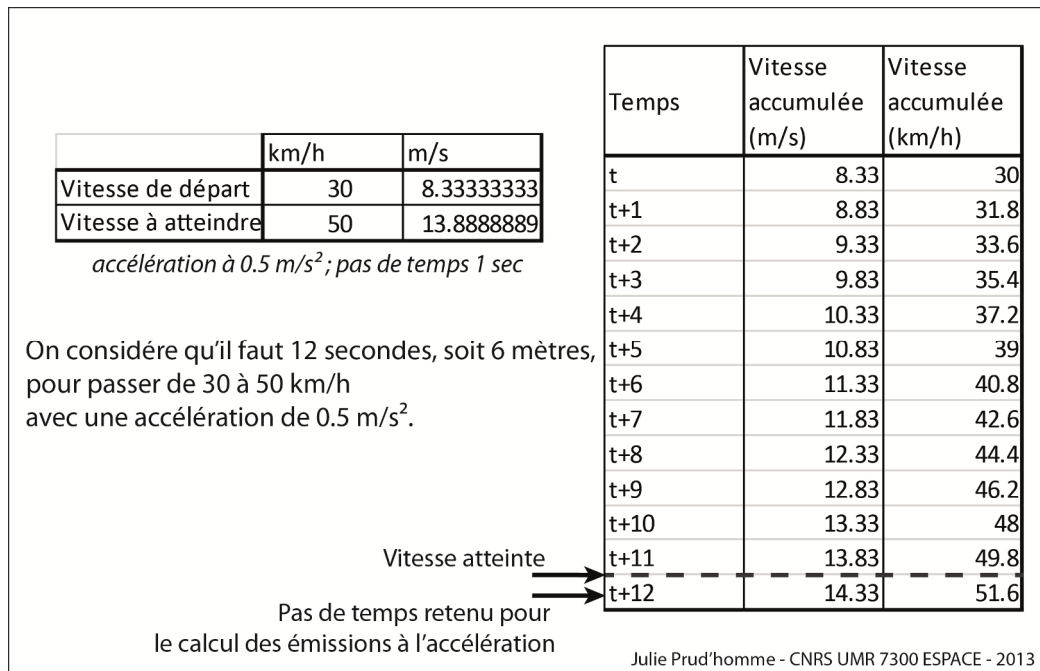 km/h m/s
Vitesse de départ 30 8.33333333
Vitesse à atteindre 50 13.8888889
accélération à 0.5 m/s² ; pas de temps 1 sec
On considére qu'il faut 12 secondes, soit 6 mètres,
pour passer de 30 à 50 km/h
avec une accélération de 0.5 m/s².
Vitesse atteinte
Pas de temps retenu pour
le calcul des émissions à l'accélération
Temps Vitesse accumulée (m/s) Vitesse accumulée (km/h)
t 8.33 30
t+1 8.83 31.8
t+2 9.33 33.6
t+3 9.83 35.4
t+4 10.33 37.2
t+5 10.83 39
t+6 11.33 40.8
t+7 11.83 42.6
t+8 12.33 44.4
t+9 12.83 46.2
t+10 13.33 48
t+11 13.83 49.8
t+12 14.33 51.6
Julie Prud'homme - CNRS UMR 7300 ESPACE - 2013